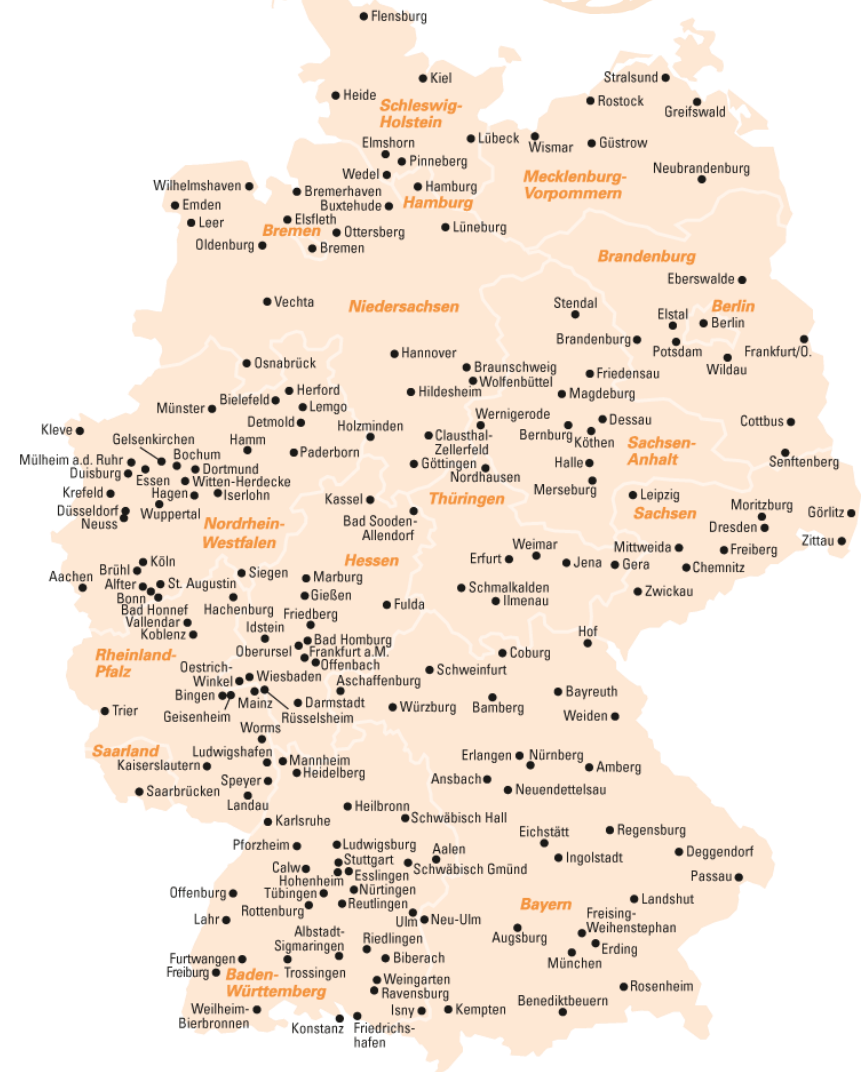 Flensburg
Kiel
Stralsund
Heide
Rostock
Greifswald
Schleswig-
Holstein
Lübeck
Wismar
Güstrow
Elmshorn
Pinneberg
Neubrandenburg
Wedel
Mecklenburg-
Vorpommern
Wilhelmshaven
Bremerhaven
Hamburg
Buxtehude
Hamburg
Emden
Leer
Elsfleth
Bremen
Ottersberg
Lüneburg
Oldenburg
Bremen
Brandenburg
Eberswalde
Vechta
Niedersachsen
Stendal
Berlin
Elstal
Berlin
Brandenburg
Potsdam
Frankfurt/O.
Wildau
Hannover
Osnabrück
Braunschweig
Wolfenbüttel
Friedensau
Magdeburg
Herford
Hildesheim
Bielefeld
Lemgo
Münster
Detmold
Holzminden
Wernigerode
Dessau
Bernburg
Köthen
Cottbus
Kleve
Gelsenkirchen
Hamm
Clausthal-
Zellerfeld
Sachsen-
Anhalt
Bochum
Paderborn
Mülheim a.d. Ruhr
Duisburg
Essen
Dortmund
Göttingen
Nordhausen
Halle
Senftenberg
Witten-Herdecke
Merseburg
Krefeld
Hagen
Iserlohn
Kassel
Thüringen
Leipzig
Düsseldorf
Neuss
Wuppertal
Nordrhein-
Westfalen
Bad Sooden-
Allendorf
Sachsen
Moritzburg
Dresden
Görlitz
Zittau
Weimar
Mittweida
Freiberg
Hessen
Erfurt
Jena
Gera
Chemnitz
Köln
Brühl
Siegen
Marburg
Aachen
Alfter
St. Augustin
Gießen
Schmalkalden
Zwickau
Bonn
Bad Honnef
Hachenburg
Fulda
Ilmenau
Vallendar
Koblenz
Friedberg
Idstein
Hof
Bad Homburg
Oberursel
Frankfurt a.M.
Offenbach
Coburg
Rheinland-
Pfalz
Oestrich-
Winkel
Wiesbaden
Aschaffenburg
Schweinfurt
Bingen
Mainz
Darmstadt
Würzburg
Bamberg
Bayreuth
Trier
Geisenheim
Rüsselsheim
Weiden
Worms
Saarland
Ludwigshafen
Kaiserslautern
Mannheim
Heidelberg
Erlangen
Nürnberg
Amberg
Speyer
Ansbach
Saarbrücken
Landau
Neuendettelsau
Heilbronn
Karlsruhe
Schwäbisch Hall
Eichstätt
Regensburg
Pforzheim
Ludwigsburg
Aalen
Ingolstadt
Deggendorf
Stuttgart
Calw
Esslingen
Schwäbisch Gmünd
Passau
Hohenheim
Offenburg
Tübingen
Nürtingen
Rottenburg
Reutlingen
Bayern
Landshut
Lahr
Ulm
Neu-Ulm
Freising-
Weihenstephan
Augsburg
Albstadt-
Sigmaringen
Riedlingen
Erding
Furtwangen
Biberach
München
Freiburg
Trossingen
Baden-
Württemberg
Weingarten
Ravensburg
Rosenheim
Weilheim-
Bierbronnen
Isny
Kempten
Benediktbeuern
Konstanz
Friedrichs-
hafen